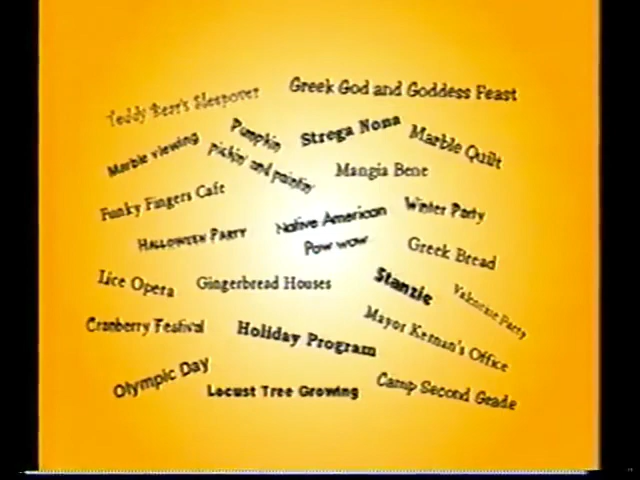 Teddy Bear's Sleepover
Greek God and Goddess Feast
Marble viewing
Pumpkin
Pickin' and paintin'
Strega Nona
Marble Quilt
Mangia Bene
Funky Fingers Cafe
Native American
Pow wow
Winter Party
Halloween Party
Greek Bread
Lice Opera
Gingerbread Houses
Stanzie
Valentine Party
Cranberry Festival
Holiday Program
Mayor Kernan's Office
Olympic Day
Locust Tree Growing
Camp Second Grade